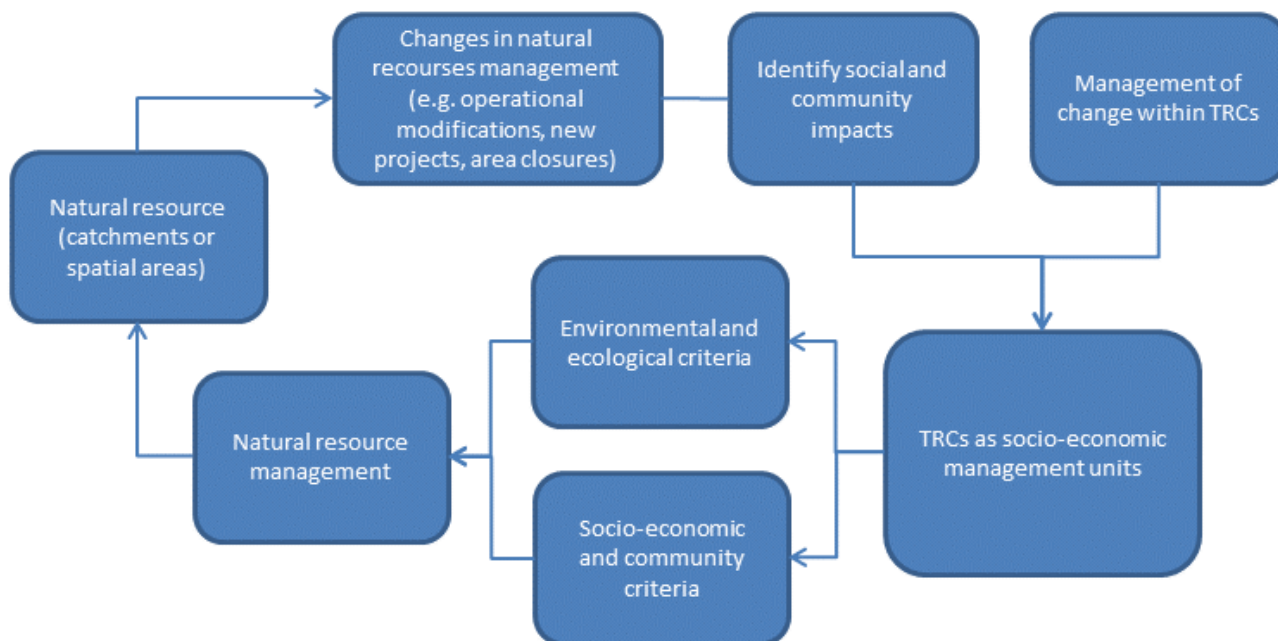 Changes in natural
recourses management
(e.g. operational
modifications, new
projects, area closures)
Identify social and
community
impacts
Management of
change within TRCs
Natural resource
(catchments or
spatial areas)
Environmental and
ecological criteria
Natural resource
management
TRCs as socio-economic
management units
Socio-economic
and community
criteria